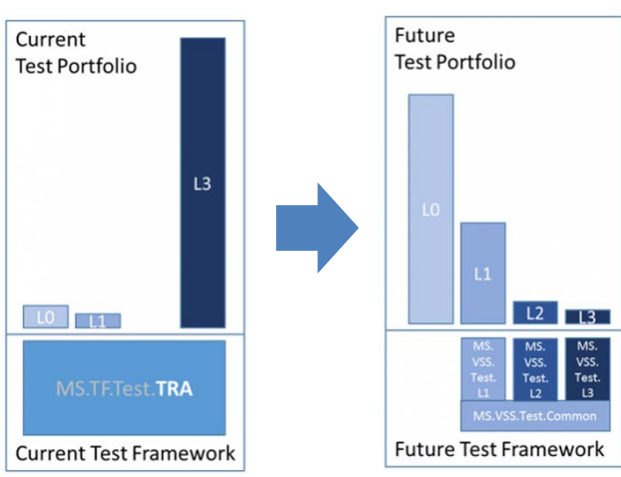 Current
Test Portfolio
L3
L0
L1
MS.TF.Test.TRA
Current Test Framework
Future
Test Portfolio
L0
L1
L2
L3
MS.
VSS.
Test.
L1
MS.
VSS.
Test.
L2
MS.
VSS.
Test.
L3
MS.VSS.Test.Common
Future Test Framework